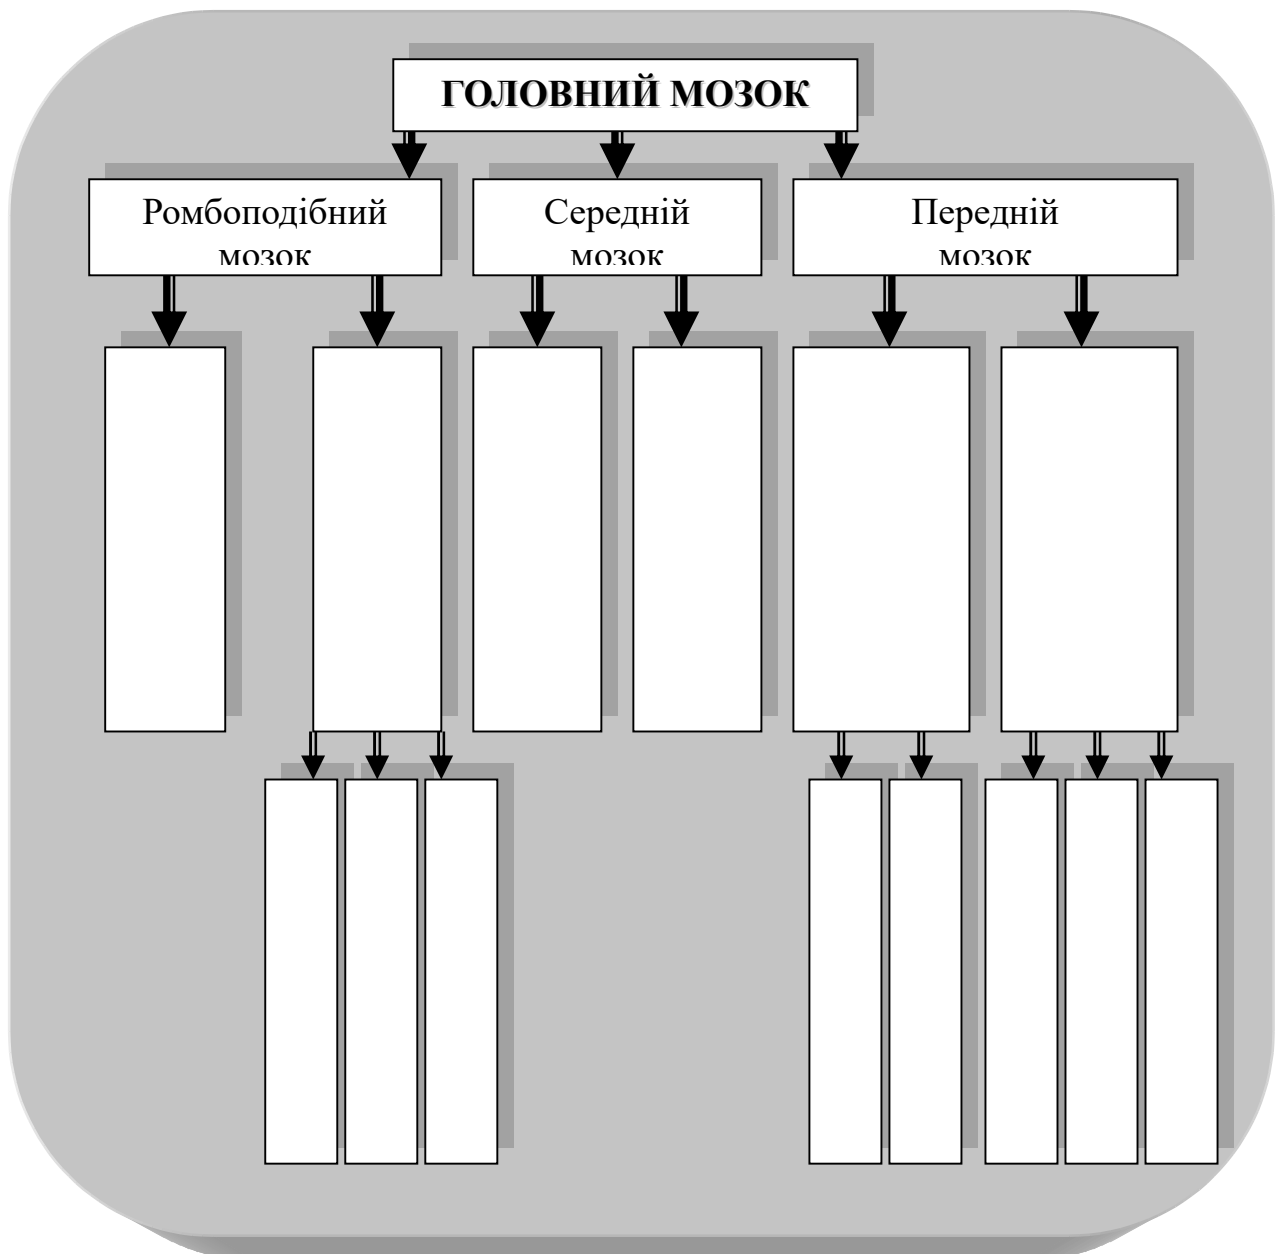 ГОЛОВНИЙ МОЗОК
Ромбоподібний
мозок
Середній
мозок
Передній
мозок